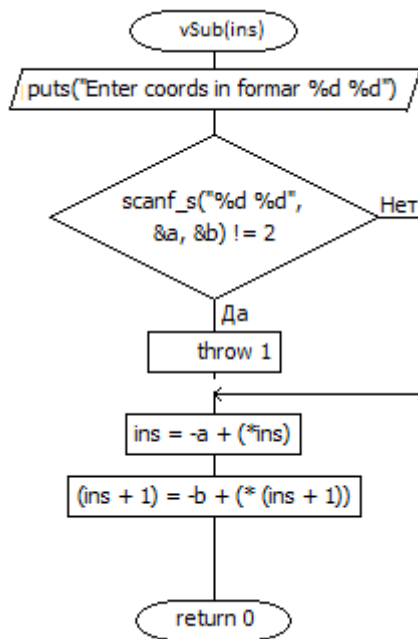 vSub(ins)
puts("Enter coords in formar %d %d")
scanf_s("%d %d",
&a, &b) != 2
Нет
Да
throw 1
ins = -a + (*ins)
(ins + 1) = -b + (* (ins + 1))
return 0